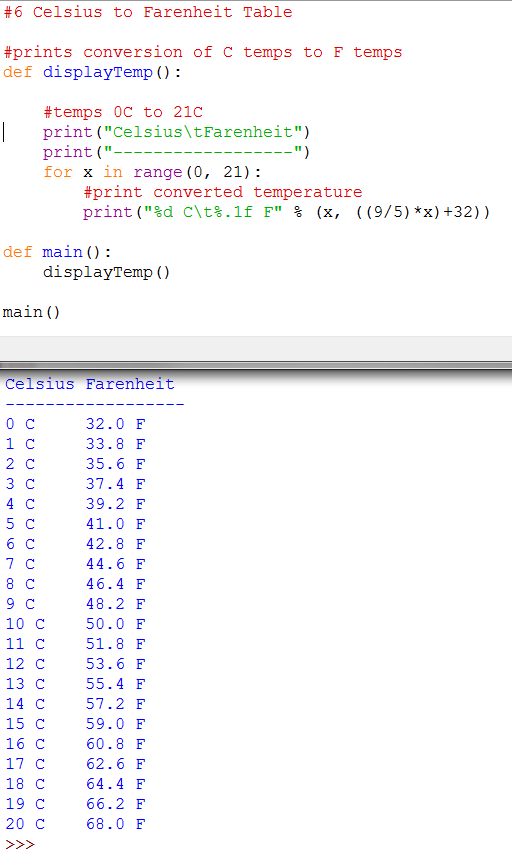 #6 Celsius to Farenheit Table
#prints conversion of C temps to F temps
def displayTemp():
#temps 0C to 21C
print("Celsius\tFarenheit")
print("------------------")
for x in range(0, 21):
#print converted temperature
print("%d C\t%.1f F" % (x, ((9/5)*x)+32))
def main():
displayTemp()
main()
Celsius Farenheit
------------------
0 C 32.0 F
1 C 33.8 F
2 C 35.6 F
3 C 37.4 F
4 C 39.2 F
5 C 41.0 F
6 C 42.8 F
7 C 44.6 F
8 C 46.4 F
9 C 48.2 F
10 C 50.0 F
11 C 51.8 F
12 C 53.6 F
13 C 55.4 F
14 C 57.2 F
15 C 59.0 F
16 C 60.8 F
17 C 62.6 F
18 C 64.4 F
19 C 66.2 F
20 C 68.0 F
>>>